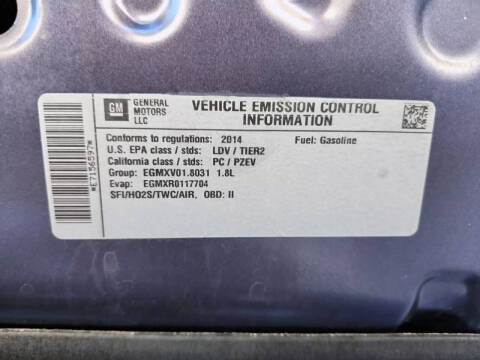 GM
GENERAL
MOTORS
LLC
VEHICLE EMISSION CONTROL
INFORMATION
Conforms to regulations: 2014 Fuel: Gasoline
U.S. EPA class / stds: LDV / TIER2
California class / stds: PC / PZEV
Group: EGMXV01.8031 1.8L
Evap: EGMXR0117704
SFI/HO2S/TWC/AIR, OBD: II
*E7156597*